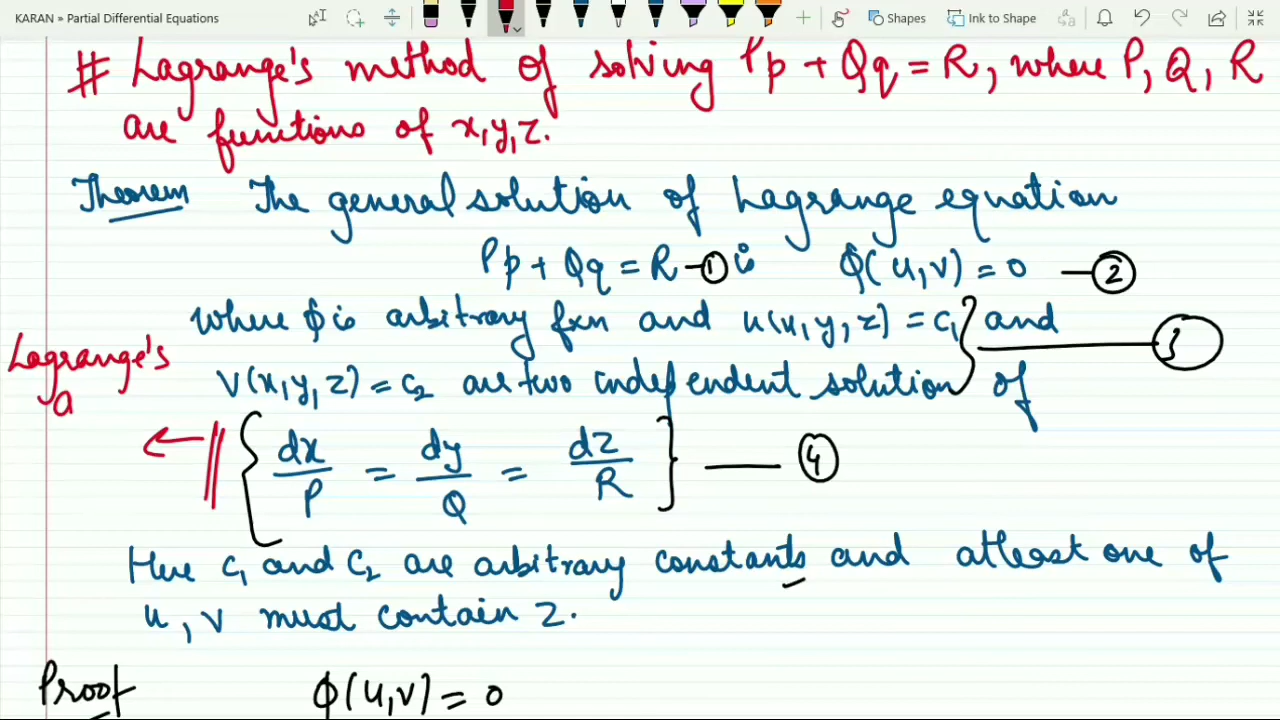 KARAN » Partial Differential Equations
Shapes
Ink to Shape
# Lagrange's method of solving Pp + Qq = R, where P, Q, R
are functions of x, y, z.
Theorem The general solution of Lagrange equation
Pp + Qq = R —① is ϕ(u,v) = 0 —②
where ϕ is arbitrary fxn and u(x,y,z) = c₁ and
③
Lagrange's
V(x,y,z) = c₂ are two independent solution of
a
dx/P = dy/Q = dz/R —④
Here c₁ and c₂ are arbitrary constants and atleast one of
u, v must contain z.
Proof ϕ(u,v) = 0